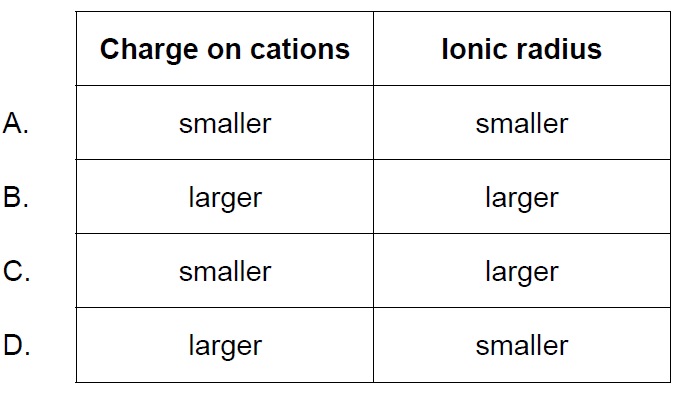 Charge on cations Ionic radius
A. smaller smaller
B. larger larger
C. smaller larger
D. larger smaller